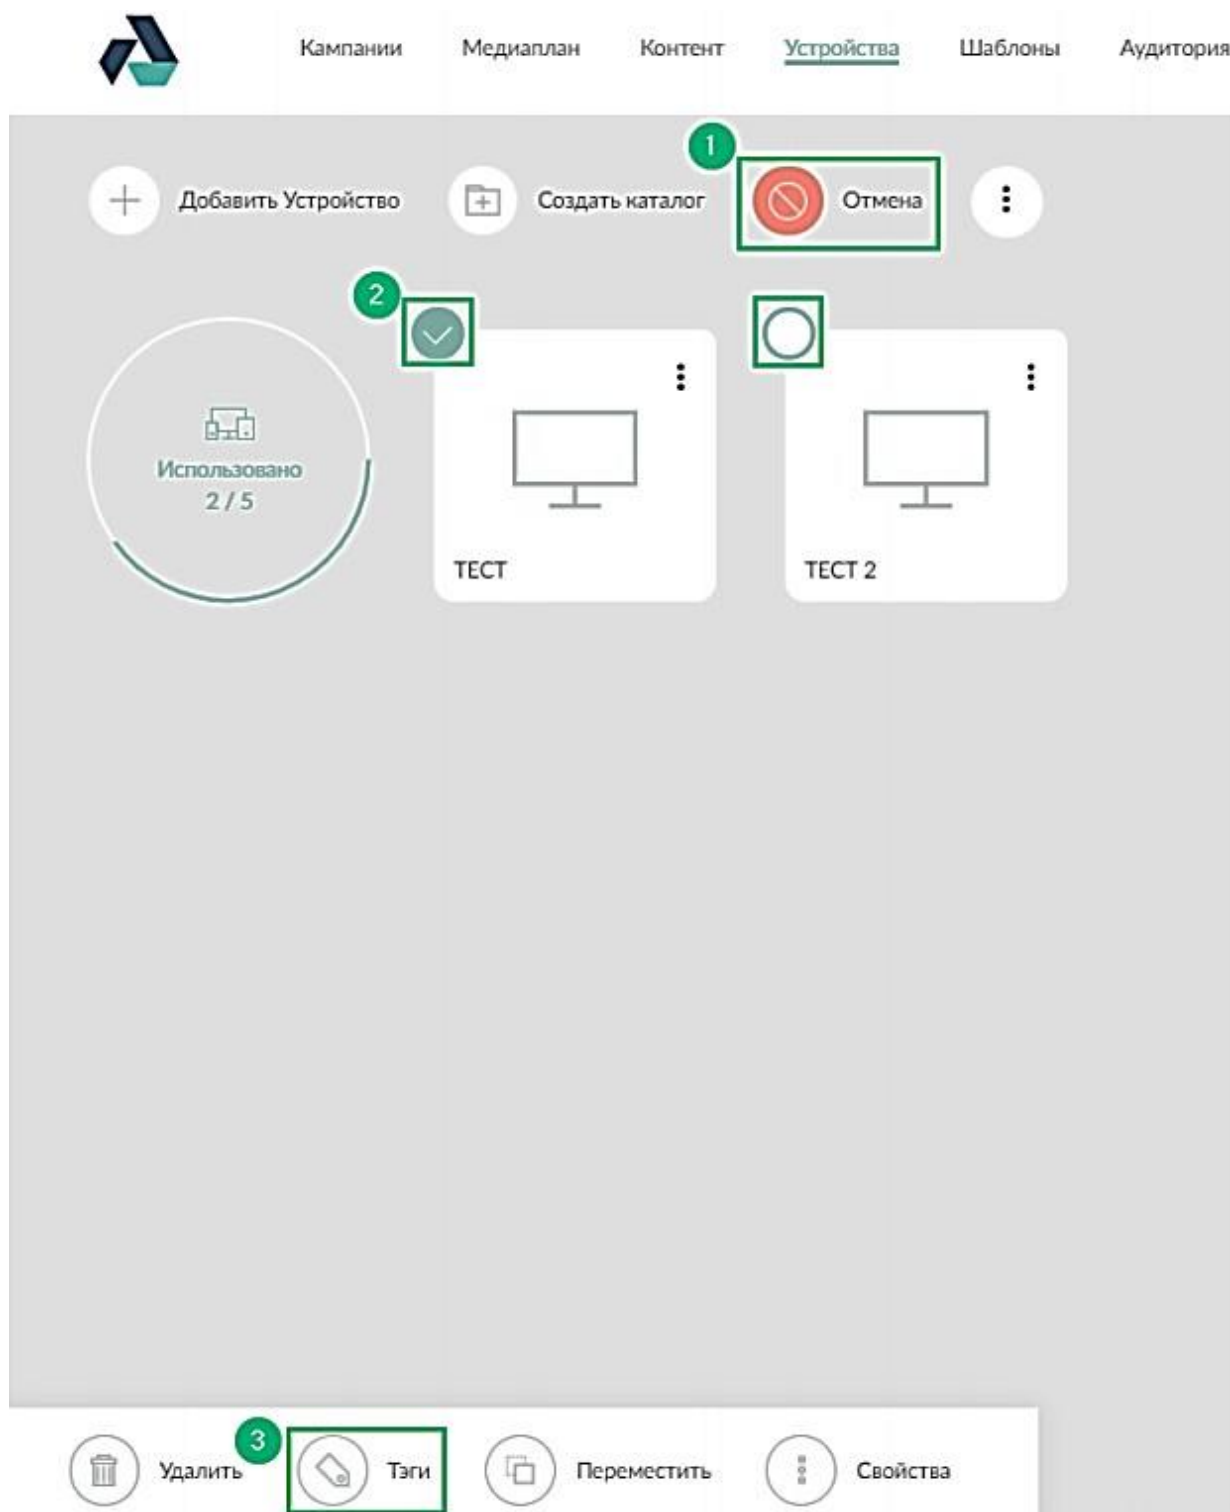 Кампании Медиаплан Контент Устройства Шаблоны Аудитория
1
Добавить Устройство Создать каталог Отмена
2
Использовано
2 / 5
ТЕСТ ТЕСТ 2
3
Удалить Тэги Переместить Свойства